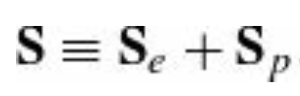 S ≡ Sₑ + Sₚ